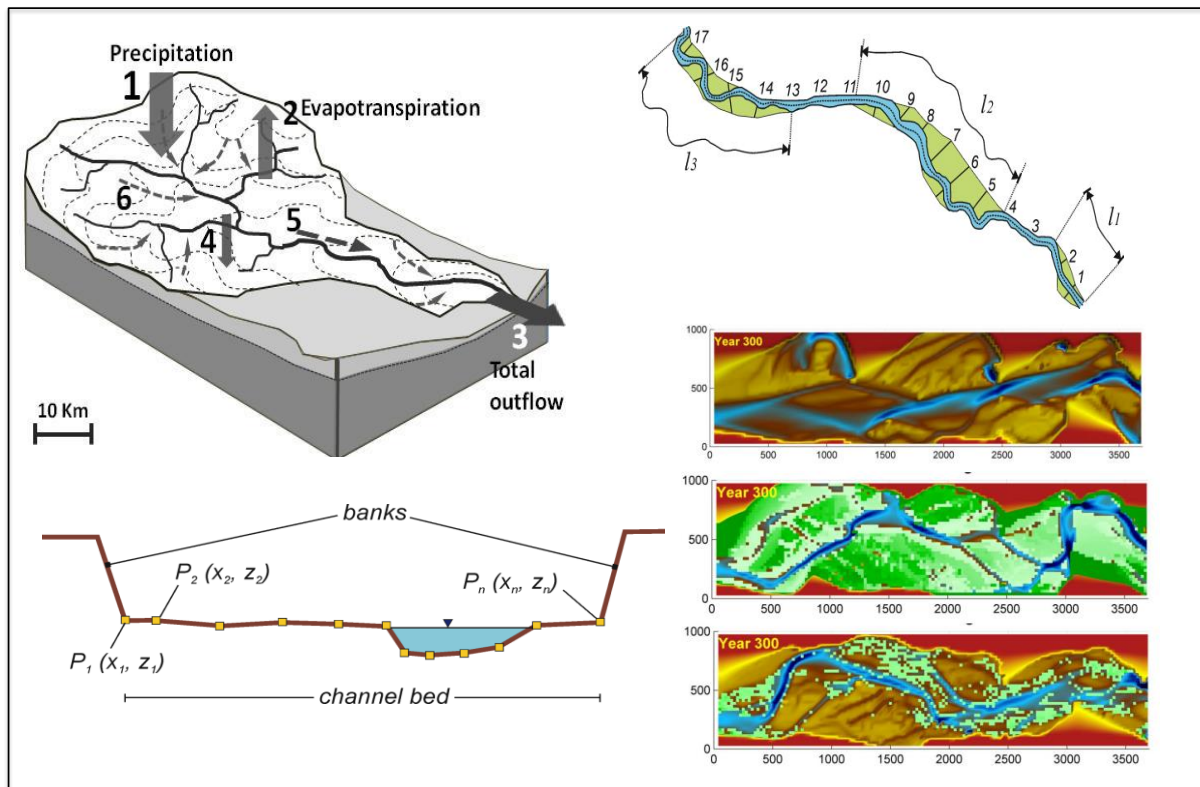 Precipitation
1
2 Evapotranspiration
6
5
4
3
Total
outflow
10 Km
17
16
15
14
13
12
11
10
9
8
7
6
5
4
3
2
1
l3
l2
l1
banks
P2 (x2, z2)
Pn (xn, zn)
P1 (x1, z1)
channel bed
1000
Year 300
500
0
0 500 1000 1500 2000 2500 3000 3500
1000
Year 300
500
0
0 500 1000 1500 2000 2500 3000 3500
1000
Year 300
500
0
0 500 1000 1500 2000 2500 3000 3500